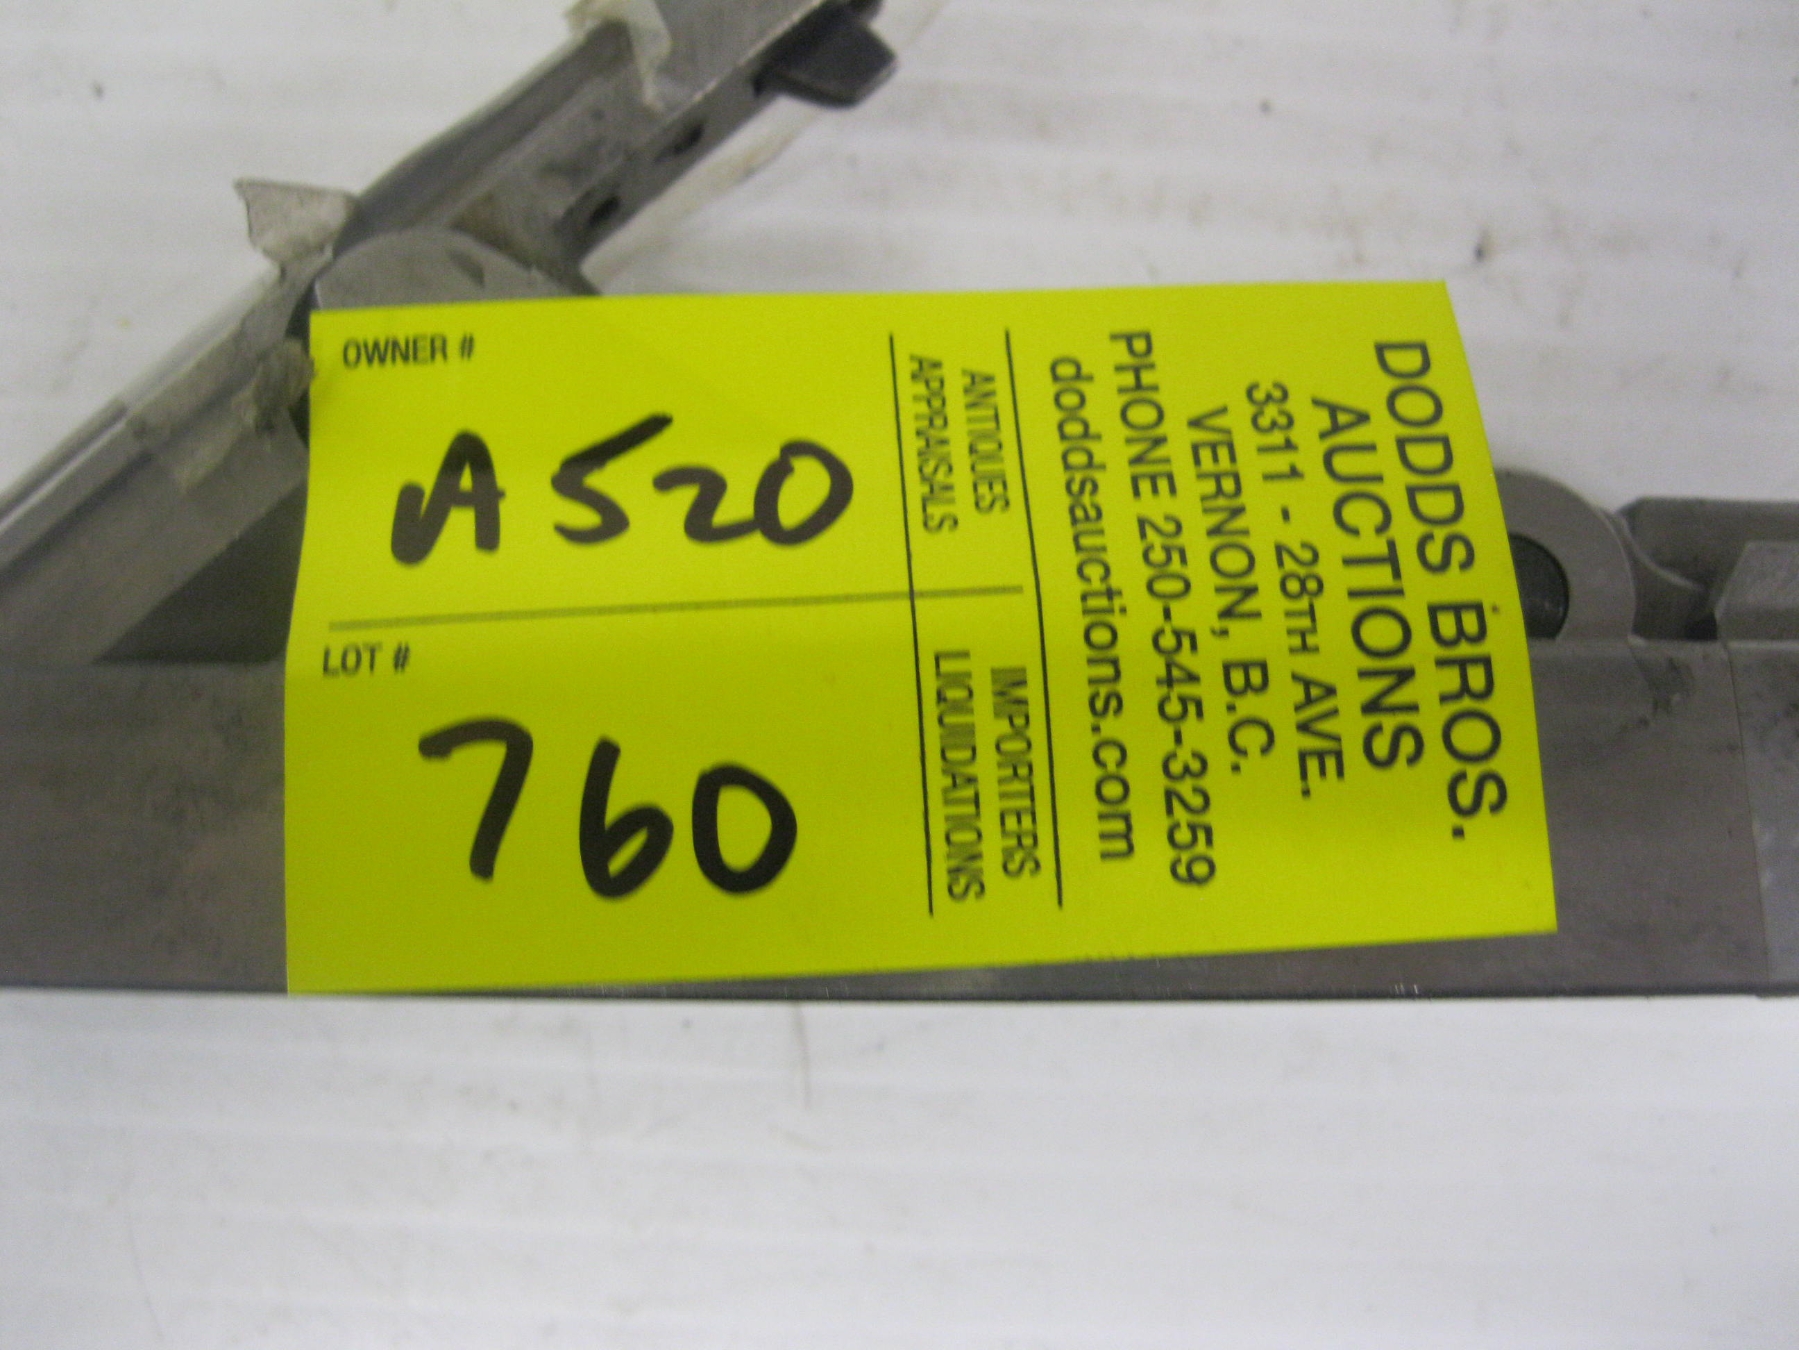 DODDS BROS.
AUCTIONS
3311 - 28TH AVE.
VERNON, B.C.
PHONE 250-545-3259
doddsauctions.com
ANTIQUES IMPORTERS
APPRAISALS LIQUIDATIONS
OWNER #
A520
LOT #
760